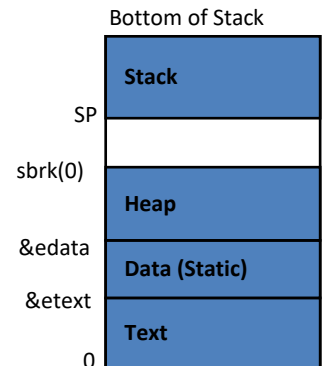 Bottom of Stack
Stack
SP
sbrk(0)
Heap
&edata
Data (Static)
&etext
Text
0